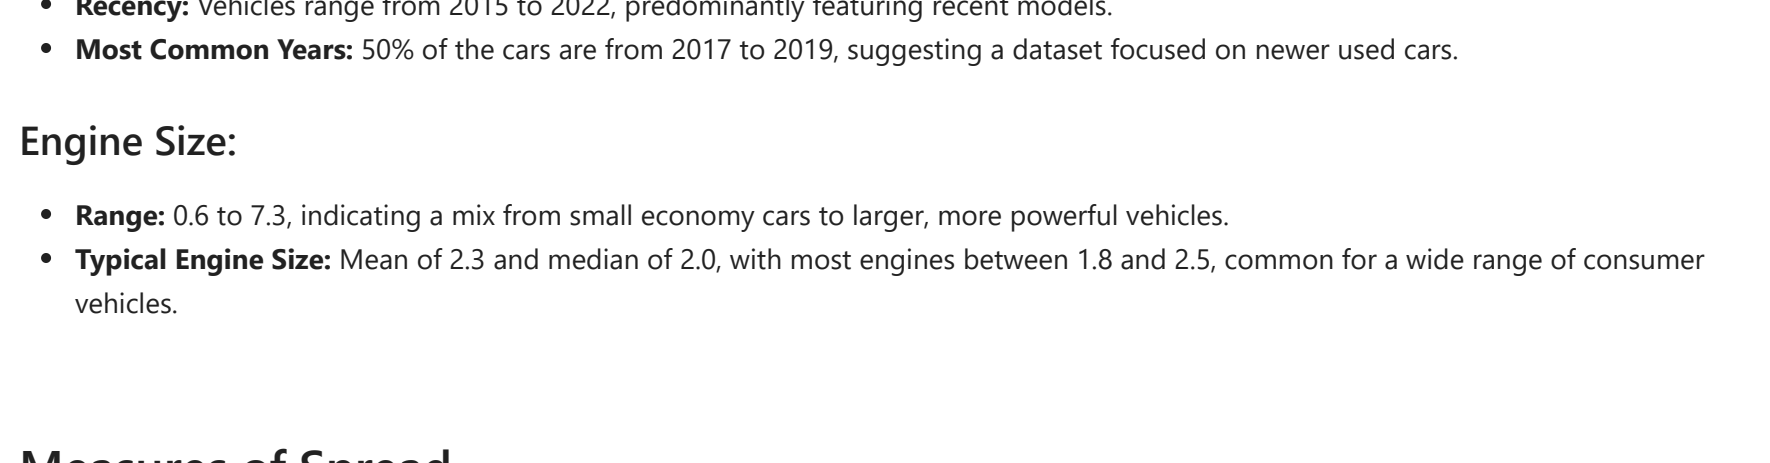 Recency: Vehicles range from 2015 to 2022, predominantly featuring recent models.
Most Common Years: 50% of the cars are from 2017 to 2019, suggesting a dataset focused on newer used cars.
Engine Size:
Range: 0.6 to 7.3, indicating a mix from small economy cars to larger, more powerful vehicles.
Typical Engine Size: Mean of 2.3 and median of 2.0, with most engines between 1.8 and 2.5, common for a wide range of consumer
vehicles.
Measures of Spread